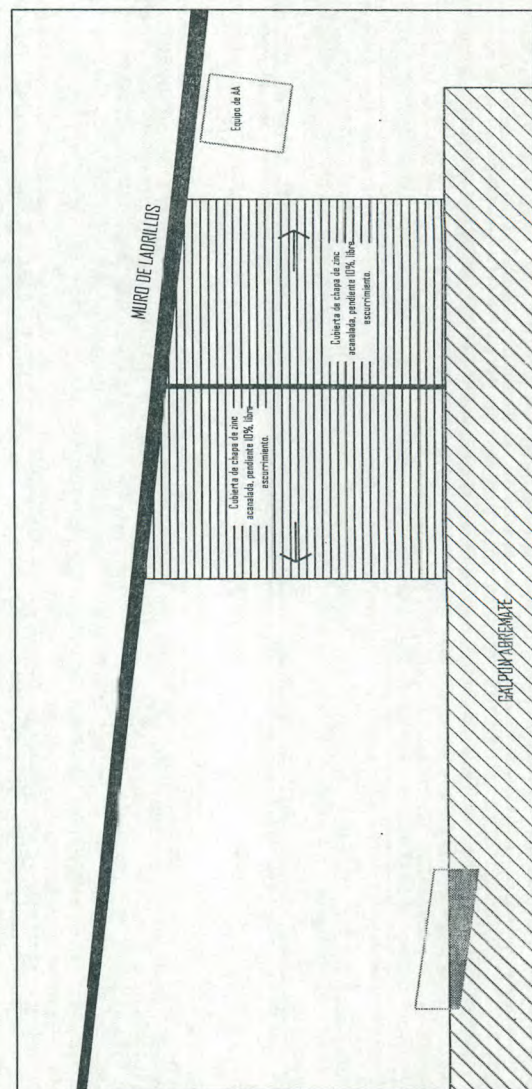 Equipo de AA
MURO DE LADRILLOS
Cubierta de chapa de zinc
acanalada, pendiente 10%, libre
escurrimiento.
Cubierta de chapa de zinc
acanalada, pendiente 10%, libre
escurrimiento.
GALPON ABREMATE